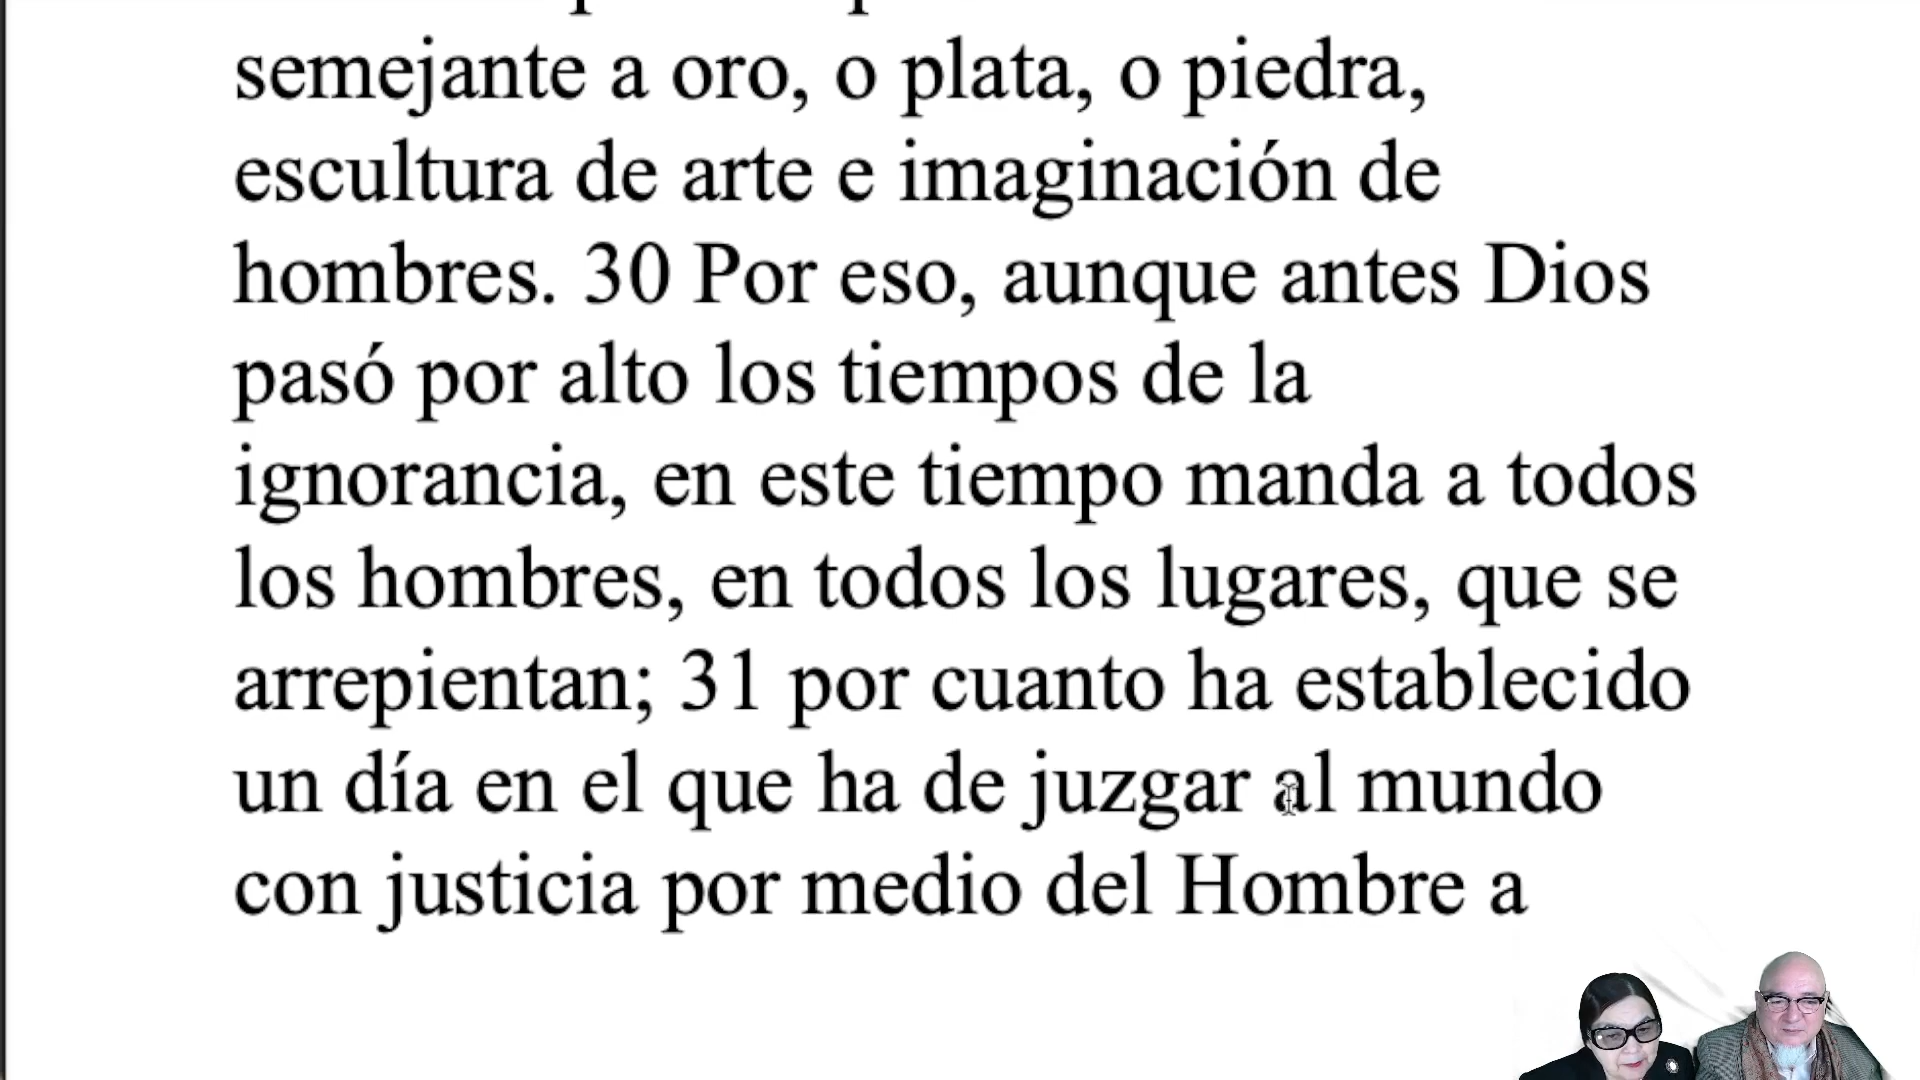 semejante a oro, o plata, o piedra,
escultura de arte e imaginación de
hombres. 30 Por eso, aunque antes Dios
pasó por alto los tiempos de la
ignorancia, en este tiempo manda a todos
los hombres, en todos los lugares, que se
arrepientan; 31 por cuanto ha establecido
un día en el que ha de juzgar al mundo
con justicia por medio del Hombre a